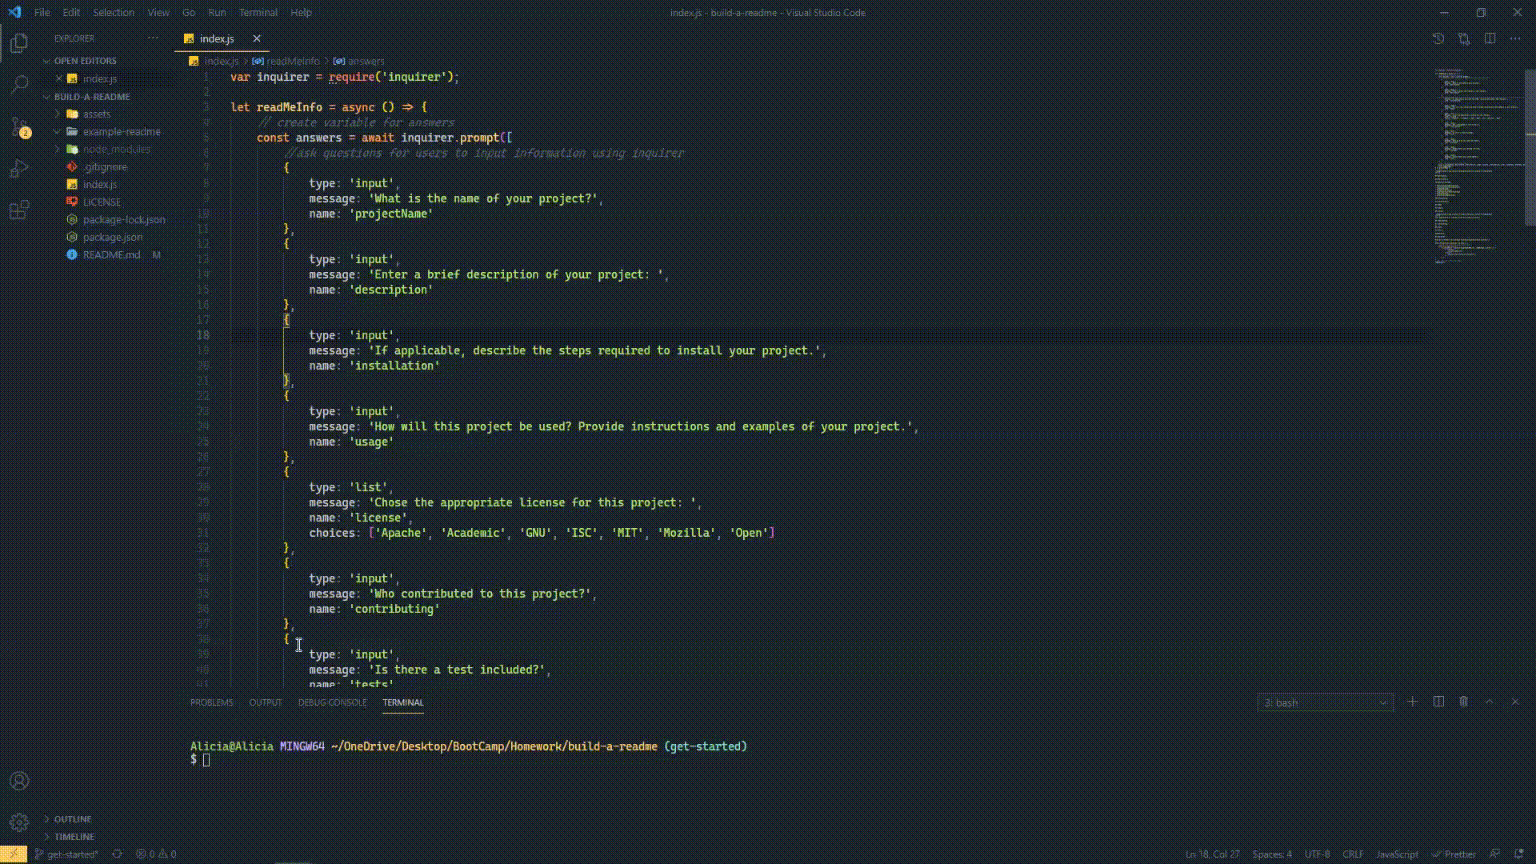 File Edit Selection View Go Run Terminal Help
index.js - build-a-readme - Visual Studio Code
EXPLORER
index.js
OPEN EDITORS
index.js
BUILD-A-README
assets
example-readme
node_modules
.gitignore
index.js
LICENSE
package-lock.json
package.json
README.md M
2
OUTLINE
TIMELINE
index.js > readMeInfo > answers
1 var inquirer = require('inquirer');
2
3 let readMeInfo = async () => {
4 // create variable for answers
5 const answers = await inquirer.prompt([
6 //ask questions for users to input information using inquirer
7 {
8 type: 'input',
9 message: 'What is the name of your project?',
10 name: 'projectName'
11 },
12 {
13 type: 'input',
14 message: 'Enter a brief description of your project: ',
15 name: 'description'
16 },
17 {
18 type: 'input',
19 message: 'If applicable, describe the steps required to install your project.',
20 name: 'installation'
21 },
22 {
23 type: 'input',
24 message: 'How will this project be used? Provide instructions and examples of your project.',
25 name: 'usage'
26 },
27 {
28 type: 'list',
29 message: 'Chose the appropriate license for this project: ',
30 name: 'license',
31 choices: ['Apache', 'Academic', 'GNU', 'ISC', 'MIT', 'Mozilla', 'Open']
32 },
33 {
34 type: 'input',
35 message: 'Who contributed to this project?',
36 name: 'contributing'
37 },
38 {
39 type: 'input',
40 message: 'Is there a test included?',
41 name: 'tests'
PROBLEMS OUTPUT DEBUG CONSOLE TERMINAL
3: bash
Alicia@Alicia MINGW64 ~/OneDrive/Desktop/BootCamp/Homework/build-a-readme (get-started)
$
get-started* 0 0
Ln 18, Col 27 Spaces: 4 UTF-8 CRLF JavaScript Prettier